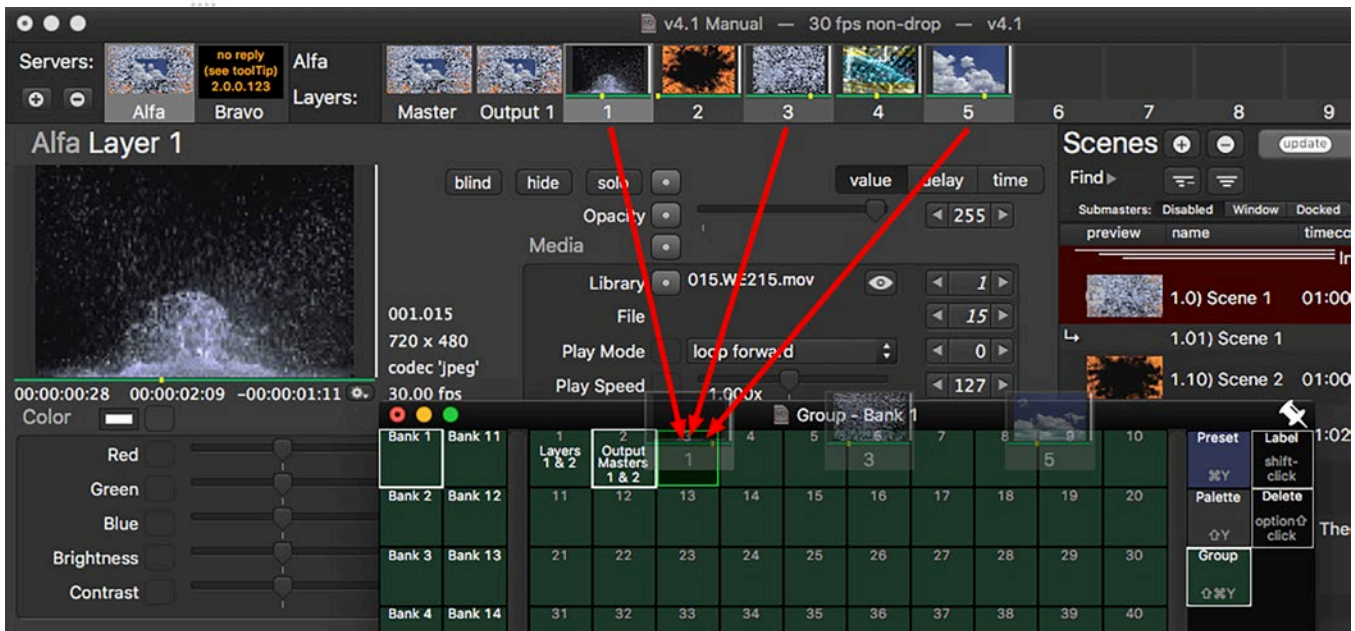 v4.1 Manual — 30 fps non-drop — v4.1
Servers:
no reply
(see toolTip)
2.0.0.123
Alfa
Layers:
Alfa Bravo Master Output 1 1 2 3 4 5 6 7 8 9
Alfa Layer 1
Scenes update
blind hide solo value delay time
Find
Opacity 255
Submasters: Disabled Window Docked
Media
preview name
Library 015.WE215.mov 1
1.0) Scene 1 01:00
001.015 File 15
720 x 480 Play Mode loop forward 0
1.01) Scene 1
codec 'jpeg'
30.00 fps Play Speed 1.000x 127
1.10) Scene 2 01:00
00:00:00:28 00:00:02:09 -00:00:01:11
Color
Group - Bank 1
Bank 1 Bank 11 1 2 3 4 5 6 7 8 9 10 Preset Label 1:02
Layers
1 & 2
Output
Masters
1 & 2
1 3 5
⌘Y
shift-
click
Red
Green
Bank 2 Bank 12 11 12 13 14 15 16 17 18 19 20 Palette Delete
⇧Y
option⇧
click
The
Blue
Brightness
Bank 3 Bank 13 21 22 23 24 25 26 27 28 29 30 Group
⇧⌘Y
Contrast
Bank 4 Bank 14 31 32 33 34 35 36 37 38 39 40